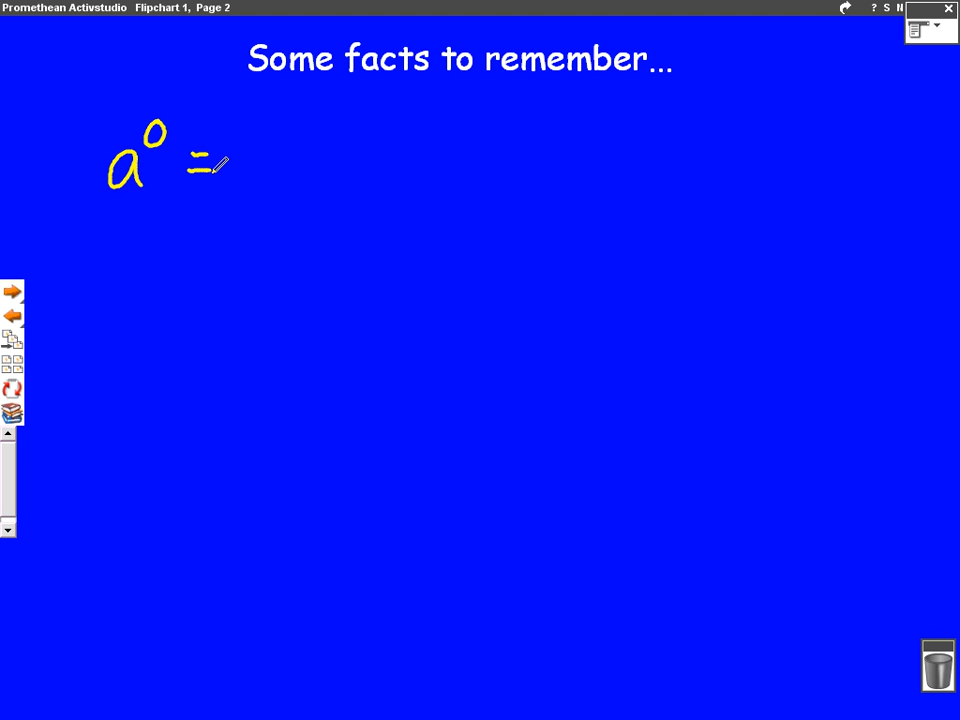 Promethean Activstudio Flipchart 1, Page 2 ? S N
Some facts to remember...
a⁰ =